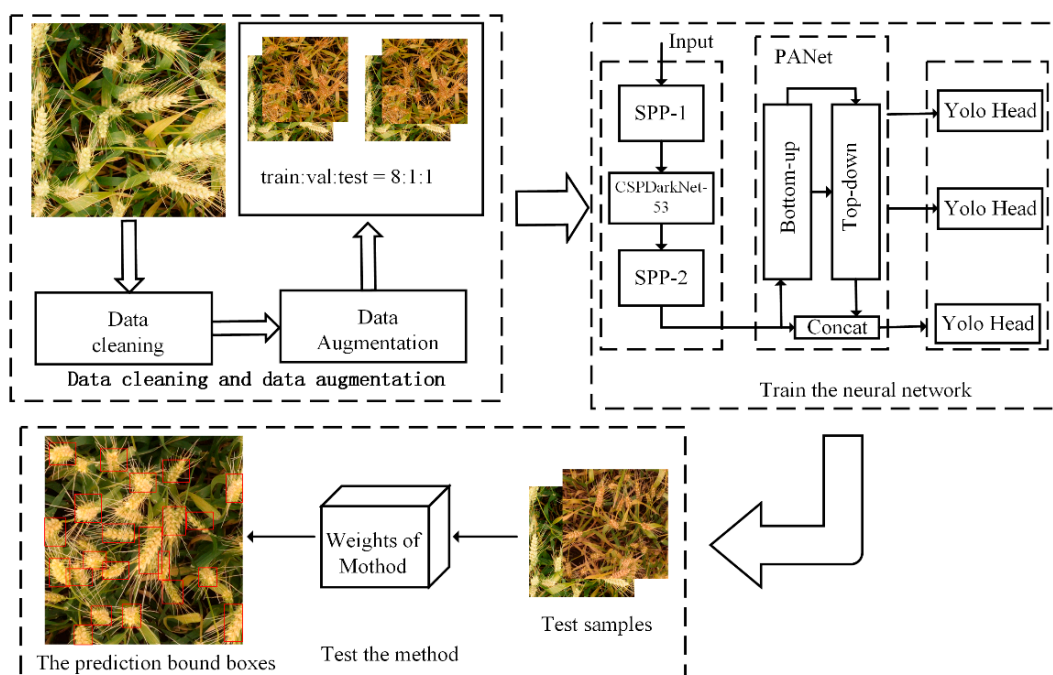 train:val:test = 8:1:1
Data
cleaning
Data
Augmentation
Data cleaning and data augmentation
Input
SPP-1
CSPDarkNet-
53
SPP-2
PANet
Bottom-up
Top-down
Concat
Yolo Head
Yolo Head
Yolo Head
Train the neural network
The prediction bound boxes
Weights of
Mothod
Test the method
Test samples